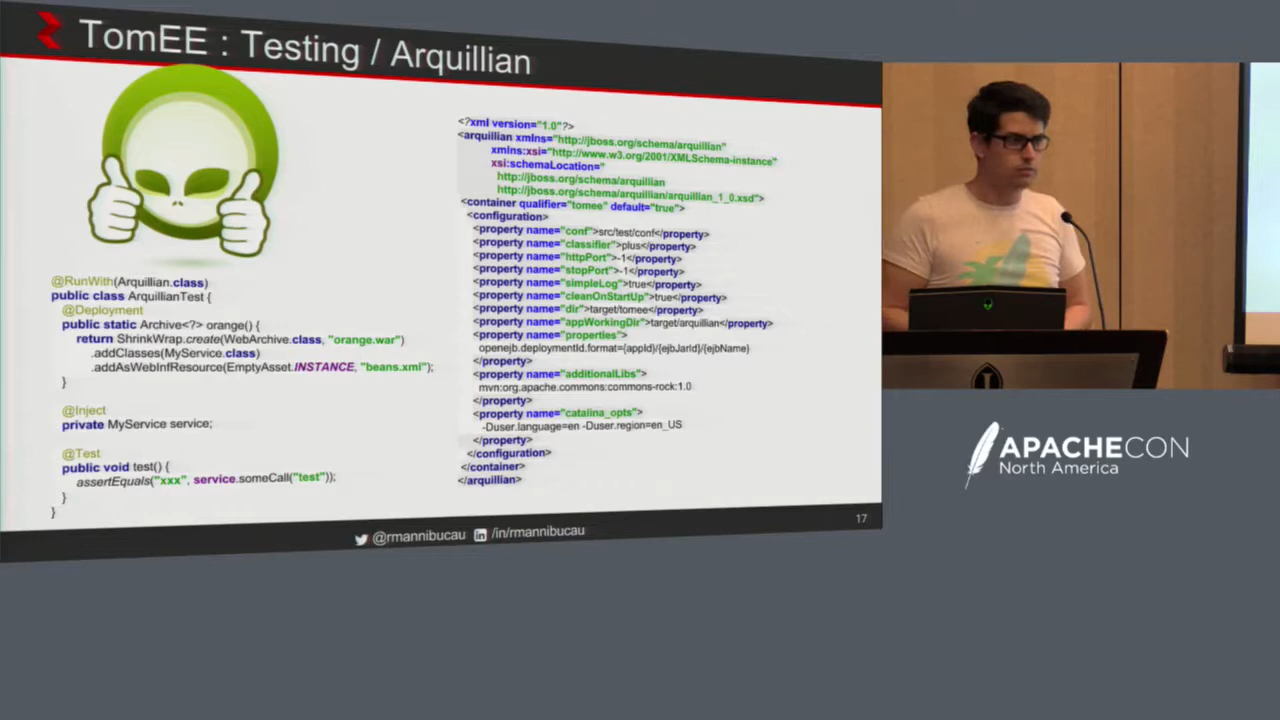 TomEE : Testing / Arquillian
@RunWith(Arquillian.class)
public class ArquillianTest {
@Deployment
public static Archive<?> orange() {
return ShrinkWrap.create(WebArchive.class, "orange.war")
.addClasses(MyService.class)
.addAsWebInfResource(EmptyAsset.INSTANCE, "beans.xml");
}
@Inject
private MyService service;
@Test
public void test() {
assertEquals("xxx", service.someCall("test"));
}
}
<?xml version="1.0"?>
<arquillian xmlns="http://jboss.org/schema/arquillian"
xmlns:xsi="http://www.w3.org/2001/XMLSchema-instance"
xsi:schemaLocation="
http://jboss.org/schema/arquillian
http://jboss.org/schema/arquillian/arquillian_1_0.xsd">
<container qualifier="tomee" default="true">
<configuration>
<property name="conf">src/test/conf</property>
<property name="classifier">plus</property>
<property name="httpPort">-1</property>
<property name="stopPort">-1</property>
<property name="simpleLog">true</property>
<property name="cleanOnStartUp">true</property>
<property name="dir">target/tomee</property>
<property name="appWorkingDir">target/arquillian</property>
<property name="properties">
openejb.deploymentId.format={appId}/{ejbJarId}/{ejbName}
</property>
<property name="additionalLibs">
mvn:org.apache.commons:commons-rock:1.0
</property>
<property name="catalina_opts">
-Duser.language=en -Duser.region=en_US
</property>
</configuration>
</container>
</arquillian>
@rmannibucau /in/rmannibucau
17
APACHECON
North America